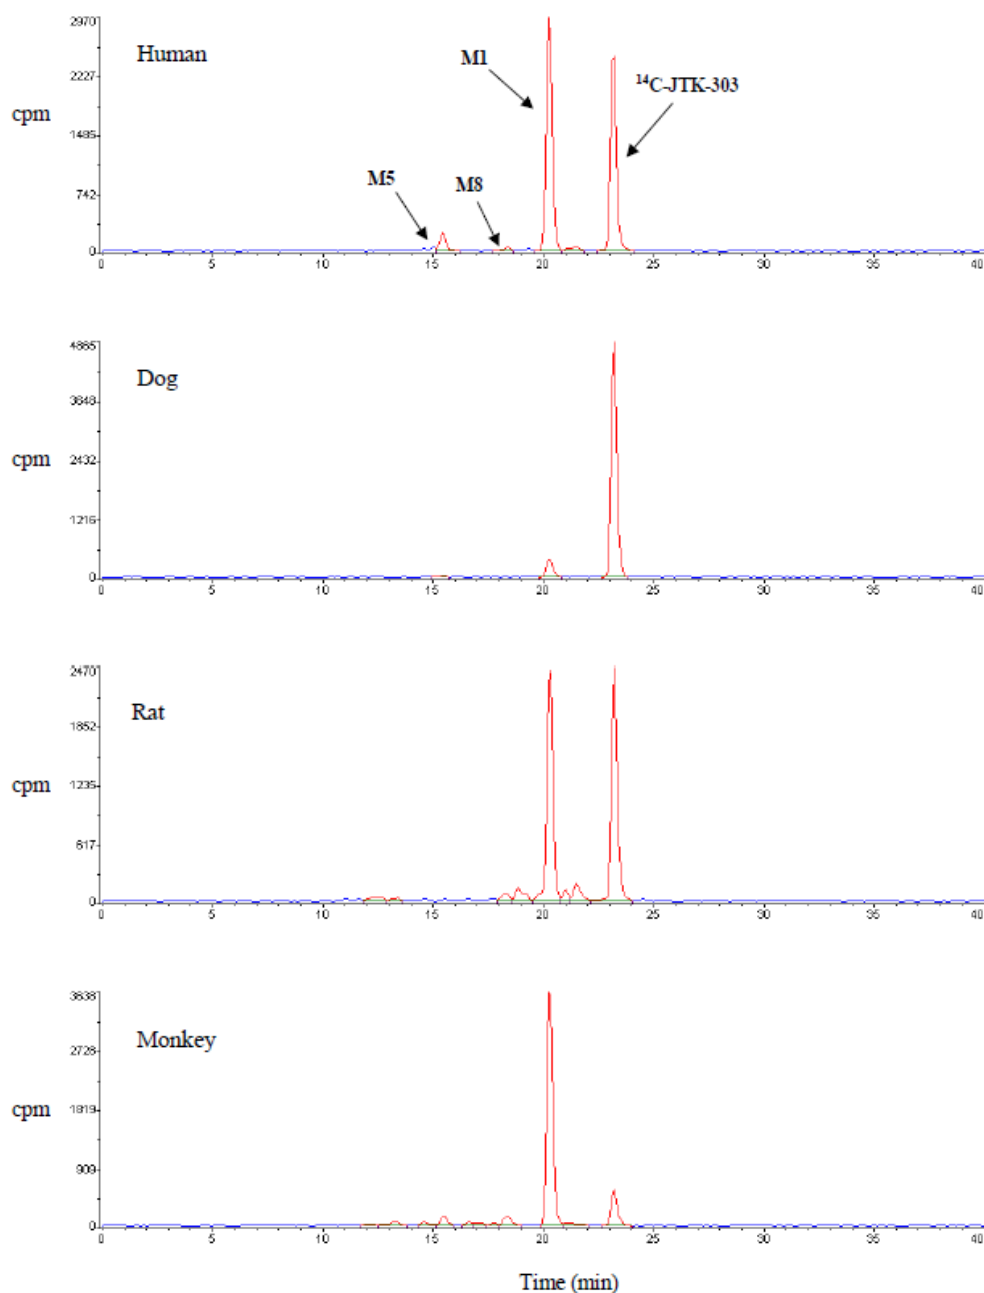 2970
Human
M1
2227
¹⁴C-JTK-303
cpm
1485
M5
M8
742
0
0 5 10 15 20 25 30 35 40
4865
Dog
3648
cpm
2432
1216
0
0 5 10 15 20 25 30 35 40
2470
Rat
1852
cpm
1235
617
0
0 5 10 15 20 25 30 35 40
3638
Monkey
2728
cpm
1819
909
0
0 5 10 15 20 25 30 35 40
Time (min)